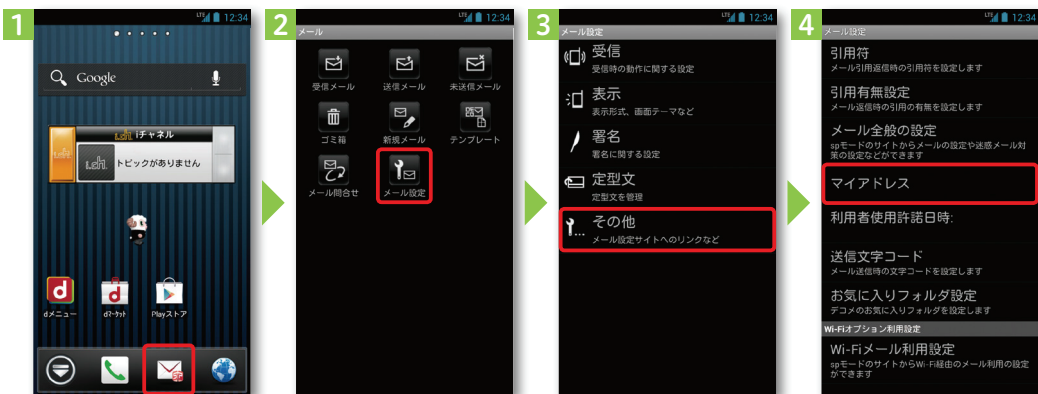 1
LTE 12:34
Google
i.ch iチャネル
i.ch
i.ch
トピックがありません
d
dメニュー
d
dマーケット
Playストア
2
LTE 12:34
メール
受信メール
送信メール
未送信メール
ゴミ箱
新規メール
テンプレート
メール問合せ
メール設定
3
LTE 12:34
メール設定
受信
受信時の動作に関する設定
表示
表示形式、画面テーマなど
署名
署名に関する設定
定型文
定型文を管理
その他
メール設定サイトへのリンクなど
4
LTE 12:34
メール設定
引用符
メール引用返信時の引用符を設定します
引用有無設定
メール返信時の引用の有無を設定します
メール全般の設定
spモードのサイトからメールの設定や迷惑メール対
策の設定などができます
マイアドレス
利用者使用許諾日時:
送信文字コード
メール送信時の文字コードを設定します
お気に入りフォルダ設定
デコメのお気に入りフォルダを設定します
Wi-Fiオプション利用設定
Wi-Fiメール利用設定
spモードのサイトからWi-Fi経由のメール利用の設定
ができます